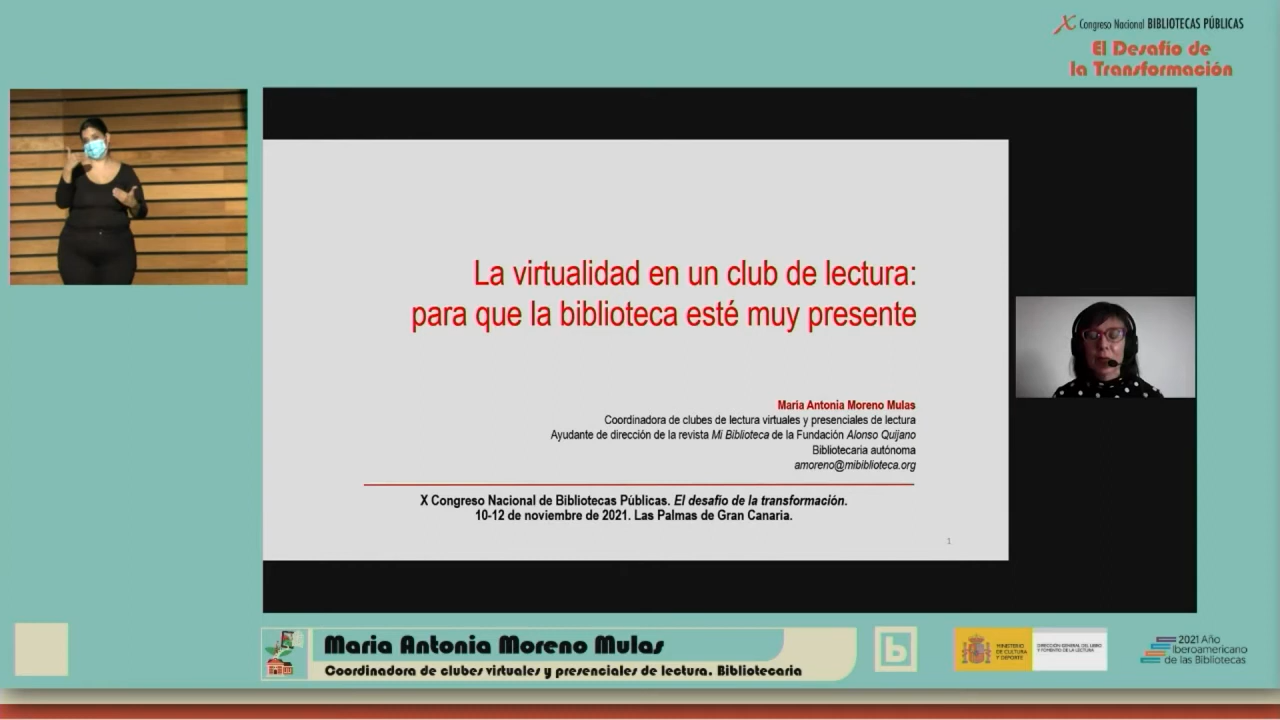 X Congreso Nacional BIBLIOTECAS PÚBLICAS
El Desafío de
la Transformación
La virtualidad en un club de lectura:
para que la biblioteca esté muy presente
Maria Antonia Moreno Mulas
Coordinadora de clubes de lectura virtuales y presenciales de lectura
Ayudante de dirección de la revista Mi Biblioteca de la Fundación Alonso Quijano
Bibliotecaria autónoma
amoreno@mibiblioteca.org
X Congreso Nacional de Bibliotecas Públicas. El desafío de la transformación.
10-12 de noviembre de 2021. Las Palmas de Gran Canaria.
1
Maria Antonia Moreno Mulas
Coordinadora de clubes virtuales y presenciales de lectura. Bibliotecaria
b
MINISTERIO
DE CULTURA
Y DEPORTE
DIRECCIÓN GENERAL DEL LIBRO
Y FOMENTO DE LA LECTURA
2021 Año
Iberoamericano
de las Bibliotecas